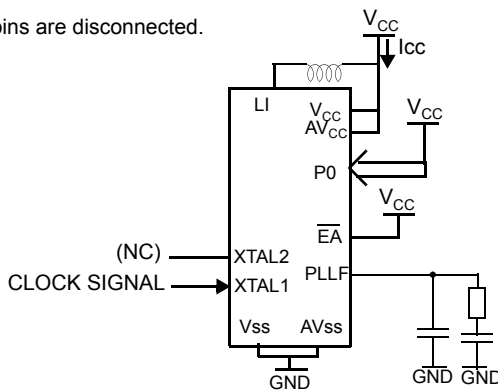 pins are disconnected.
VCC
Icc
LI
VCC
AVCC
VCC
P0
VCC
EA
(NC)
XTAL2
PLLF
CLOCK SIGNAL
XTAL1
Vss
AVss
GND
GND
GND